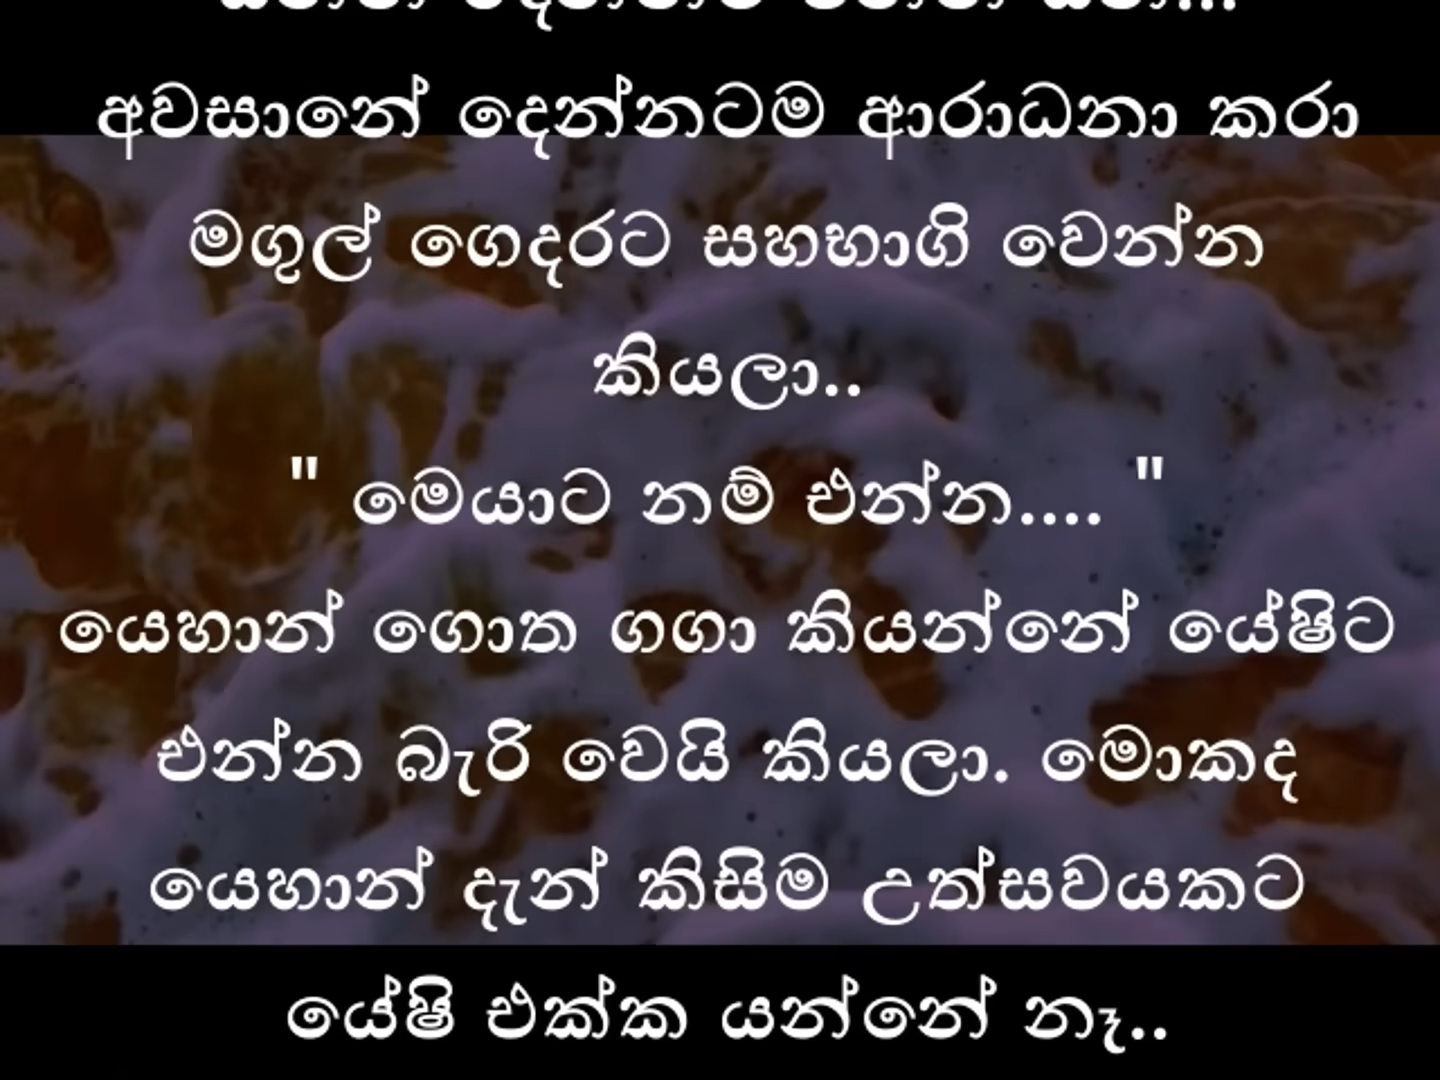 අවසානේ දෙන්නටම ආරාධනා කරා
මගුල් ගෙදරට සහභාගි වෙන්න
කියලා..
" මෙයාට නම් එන්න.... "
යෙහාන් ගොත ගගා කියන්නේ යේෂිට
එන්න බැරි වෙයි කියලා. මොකද
යෙහාන් දැන් කිසිම උත්සවයකට
යේෂි එක්ක යන්නේ නෑ..